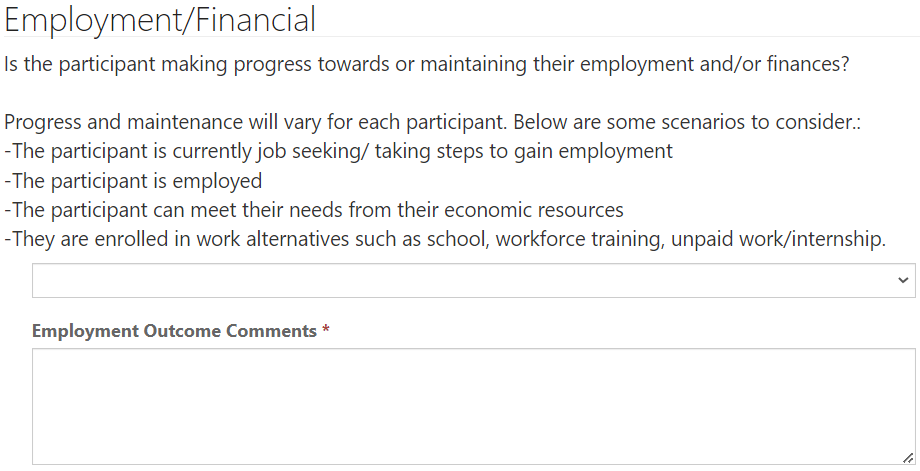 Employment/Financial
Is the participant making progress towards or maintaining their employment and/or finances?
Progress and maintenance will vary for each participant. Below are some scenarios to consider.:
-The participant is currently job seeking/ taking steps to gain employment
-The participant is employed
-The participant can meet their needs from their economic resources
-They are enrolled in work alternatives such as school, workforce training, unpaid work/internship.
Employment Outcome Comments *